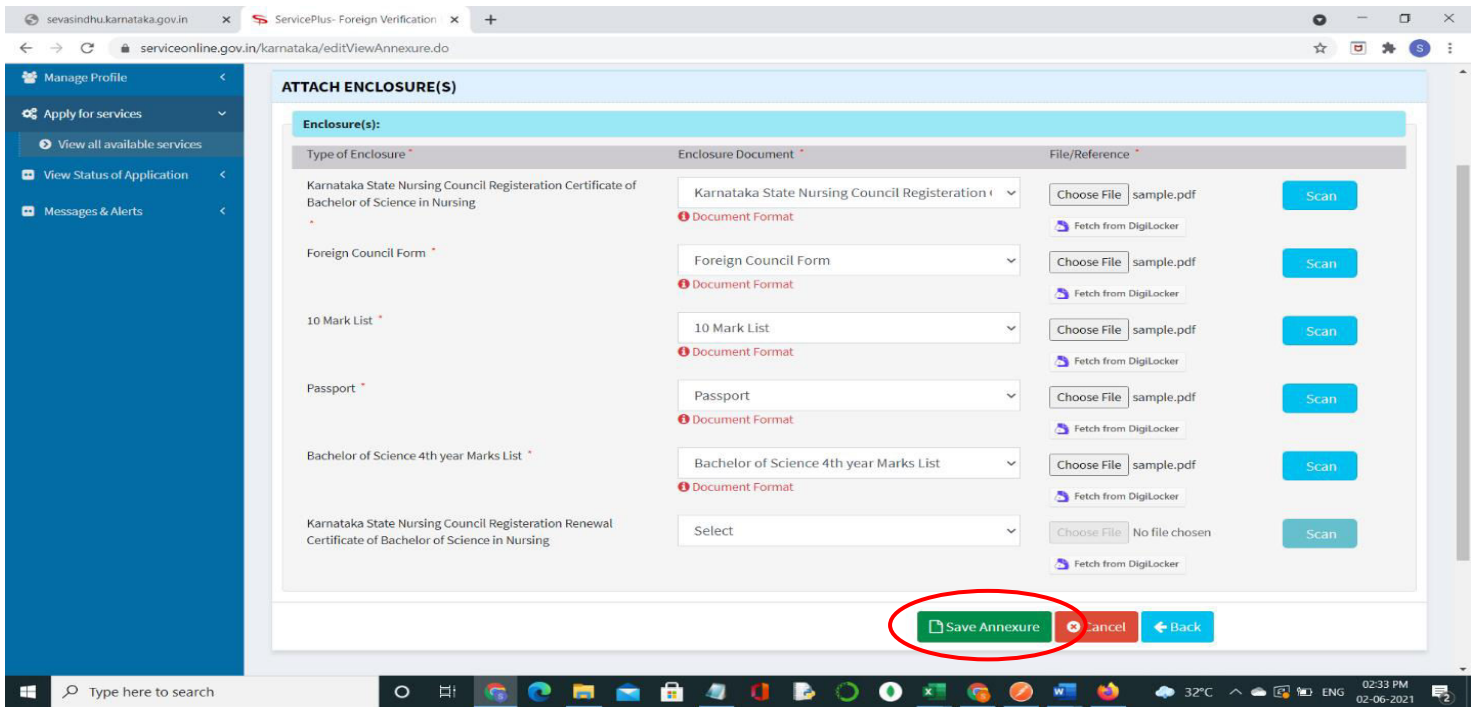 sevasindhu.karnataka.gov.in
ServicePlus- Foreign Verification
serviceonline.gov.in/karnataka/editViewAnnexure.do
S
Manage Profile
Apply for services
View all available services
View Status of Application
Messages & Alerts
ATTACH ENCLOSURE(S)
Enclosure(s):
Type of Enclosure * Enclosure Document * File/Reference *
Karnataka State Nursing Council Registeration Certificate of
Bachelor of Science in Nursing
*
Karnataka State Nursing Council Registeration
Document Format
Choose File sample.pdf
Scan
Fetch from DigiLocker
Foreign Council Form *
Foreign Council Form
Document Format
Choose File sample.pdf
Scan
Fetch from DigiLocker
10 Mark List *
10 Mark List
Document Format
Choose File sample.pdf
Scan
Fetch from DigiLocker
Passport *
Passport
Document Format
Choose File sample.pdf
Scan
Fetch from DigiLocker
Bachelor of Science 4th year Marks List *
Bachelor of Science 4th year Marks List
Document Format
Choose File sample.pdf
Scan
Fetch from DigiLocker
Karnataka State Nursing Council Registeration Renewal
Certificate of Bachelor of Science in Nursing
Select
Choose File No file chosen
Scan
Fetch from DigiLocker
Save Annexure Cancel Back
Type here to search
32°C ENG
02:33 PM
02-06-2021
2